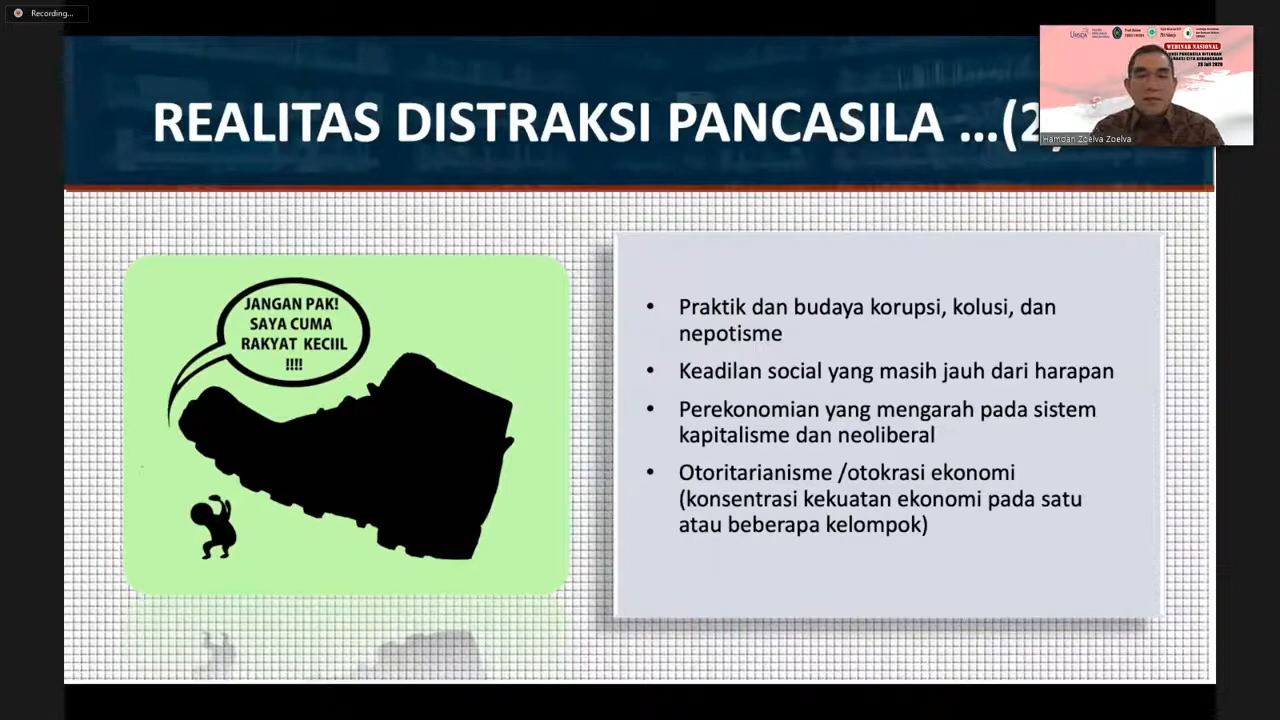 Recording...
REALITAS DISTRAKSI PANCASILA ...(2)
WEBINAR NASIONAL
Hamdan Zoelva Zoelva
JANGAN PAK!
SAYA CUMA
RAKYAT KECIIL
!!!!
• Praktik dan budaya korupsi, kolusi, dan
nepotisme
• Keadilan social yang masih jauh dari harapan
• Perekonomian yang mengarah pada sistem
kapitalisme dan neoliberal
• Otoritarianisme /otokrasi ekonomi
(konsentrasi kekuatan ekonomi pada satu
atau beberapa kelompok)